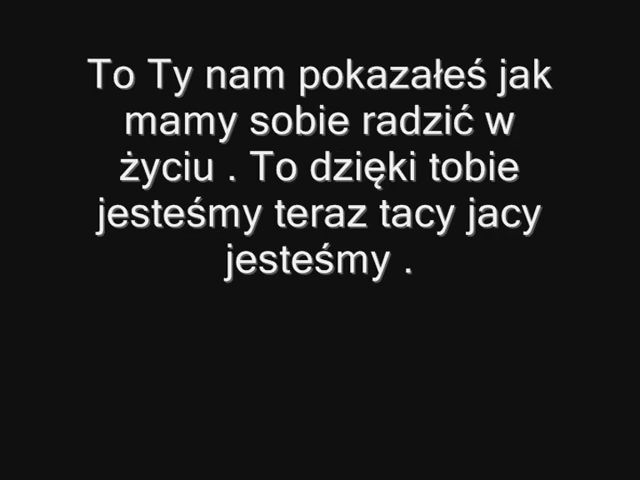 To Ty nam pokazałeś jak
mamy sobie radzić w
życiu . To dzięki tobie
jesteśmy teraz tacy jacy
jesteśmy .